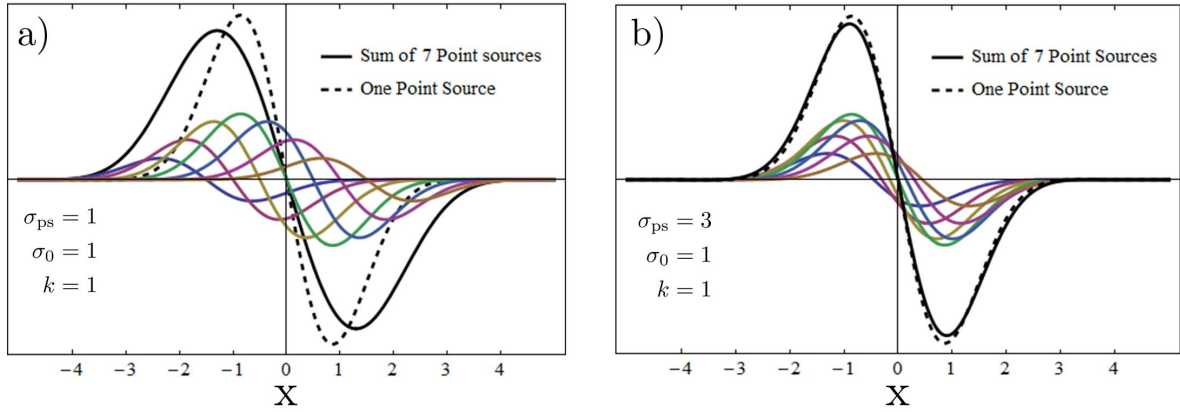 a)
Sum of 7 Point sources
One Point Source
σps = 1
σ0 = 1
k = 1
−4 −3 −2 −1 0 1 2 3 4
x
b)
Sum of 7 Point sources
One Point Source
σps = 3
σ0 = 1
k = 1
−4 −3 −2 −1 0 1 2 3 4
x